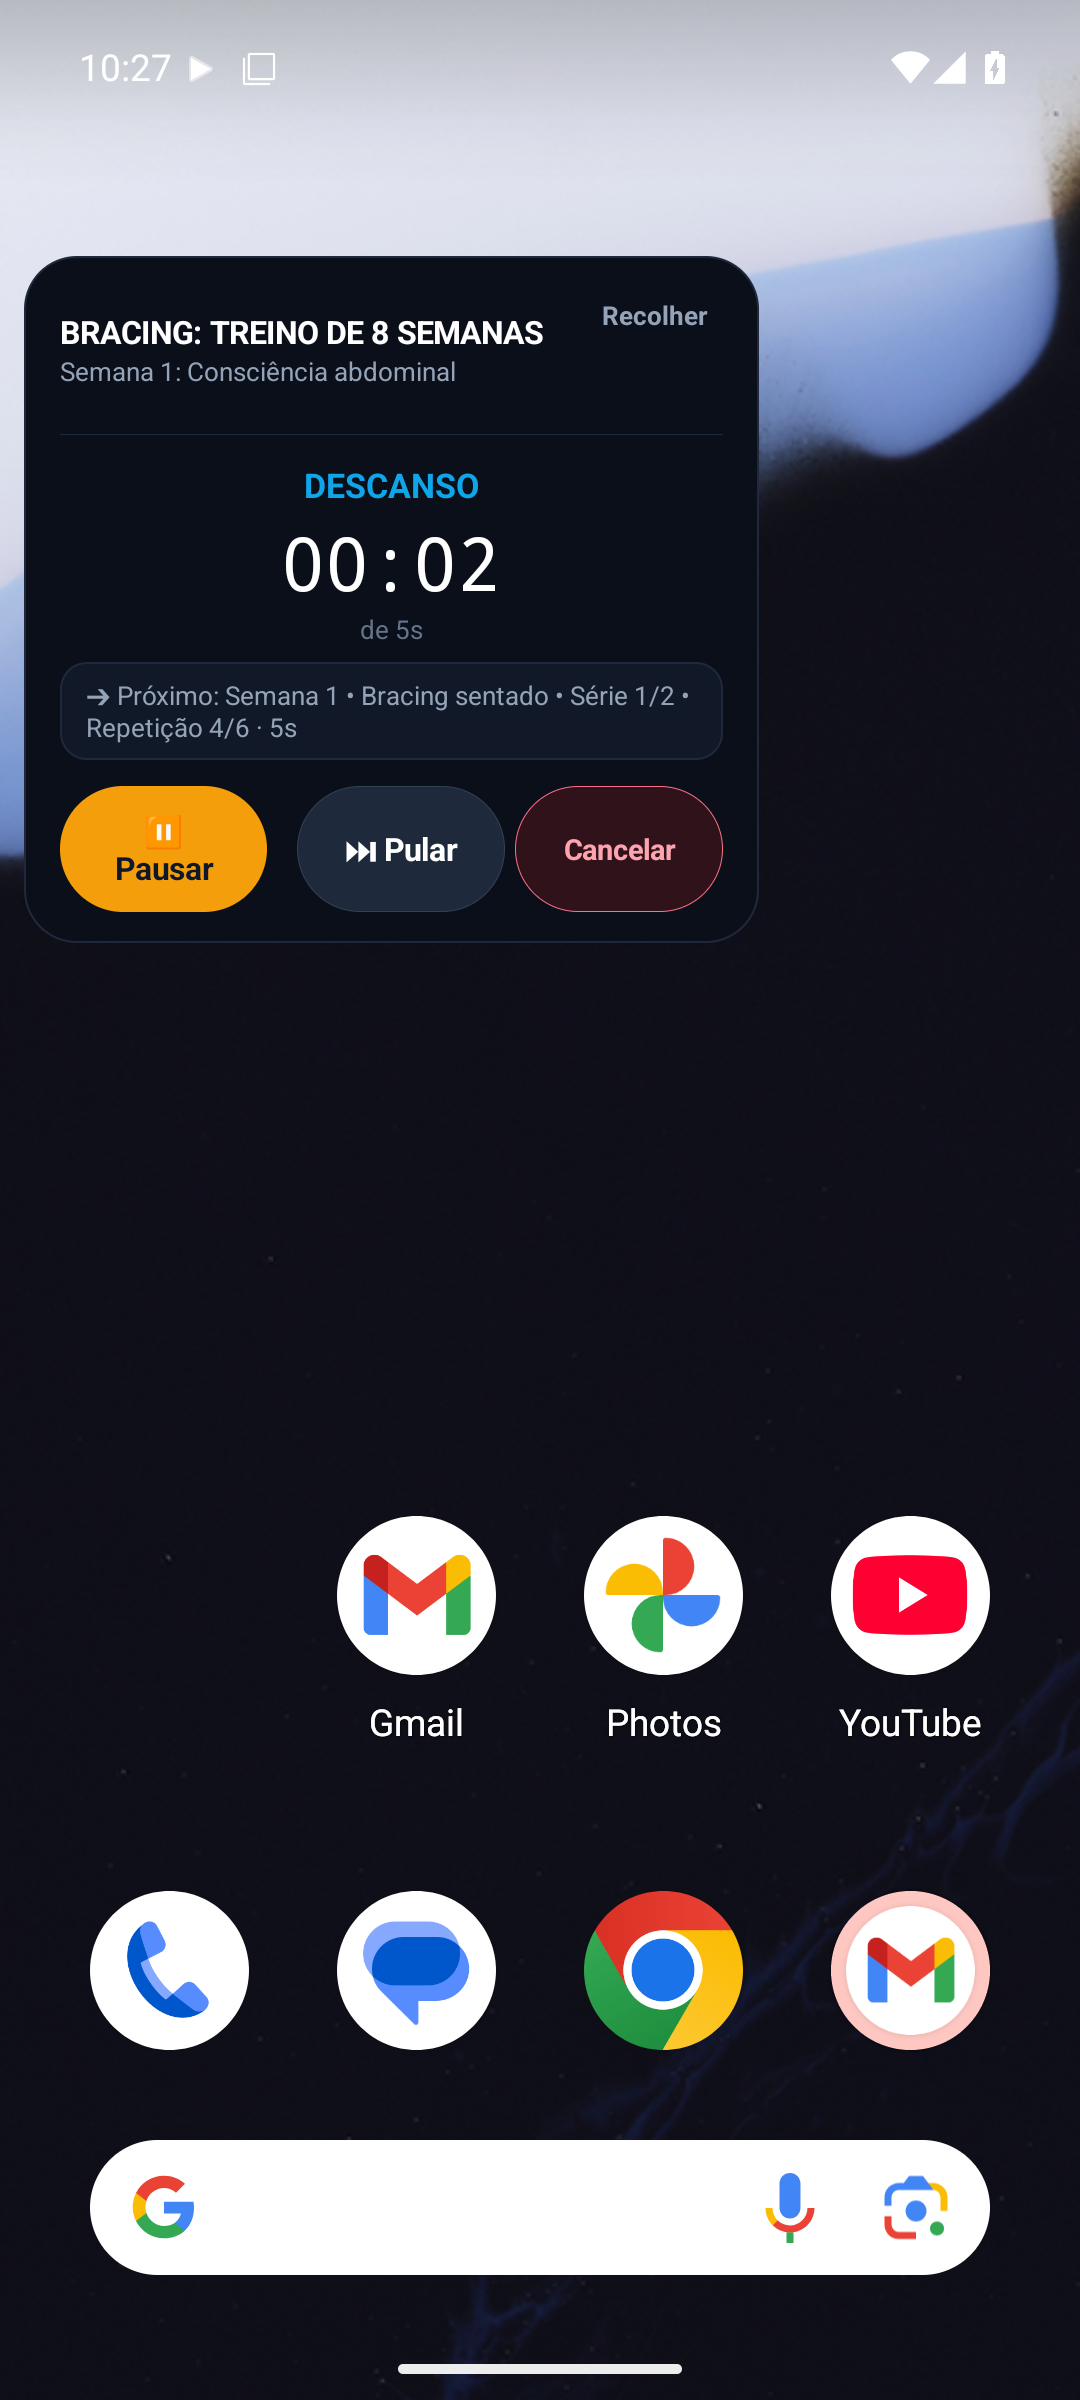 10:27
Recolher
BRACING: TREINO DE 8 SEMANAS
Semana 1: Consciência abdominal
DESCANSO
00:02
de 5s
→ Próximo: Semana 1 • Bracing sentado • Série 1/2 •
Repetição 4/6 · 5s
⏸
Pausar
⏭ Pular
Cancelar
Gmail
Photos
YouTube